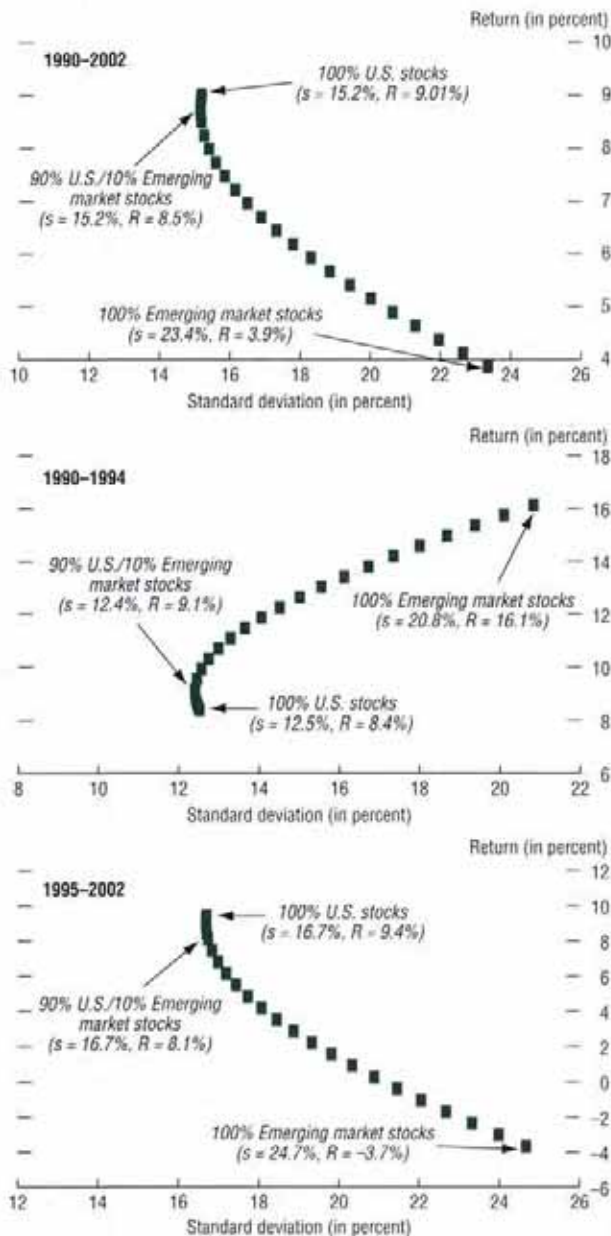 Return (in percent)
10
1990–2002
100% U.S. stocks
(s = 15.2%, R = 9.01%)
9
8
90% U.S./10% Emerging
market stocks
(s = 15.2%, R = 8.5%)
7
6
100% Emerging market stocks
(s = 23.4%, R = 3.9%)
5
4
10 12 14 16 18 20 22 24 26
Standard deviation (in percent)
Return (in percent)
18
1990–1994
16
90% U.S./10% Emerging
market stocks
(s = 12.4%, R = 9.1%)
14
100% Emerging market stocks
(s = 20.8%, R = 16.1%)
12
10
100% U.S. stocks
(s = 12.5%, R = 8.4%)
8
6
8 10 12 14 16 18 20 22
Standard deviation (in percent)
Return (in percent)
12
1995–2002
10
100% U.S. stocks
(s = 16.7%, R = 9.4%)
8
6
90% U.S./10% Emerging
market stocks
(s = 16.7%, R = 8.1%)
4
2
0
–2
100% Emerging market stocks
(s = 24.7%, R = –3.7%)
–4
–6
12 14 16 18 20 22 24 26
Standard deviation (in percent)